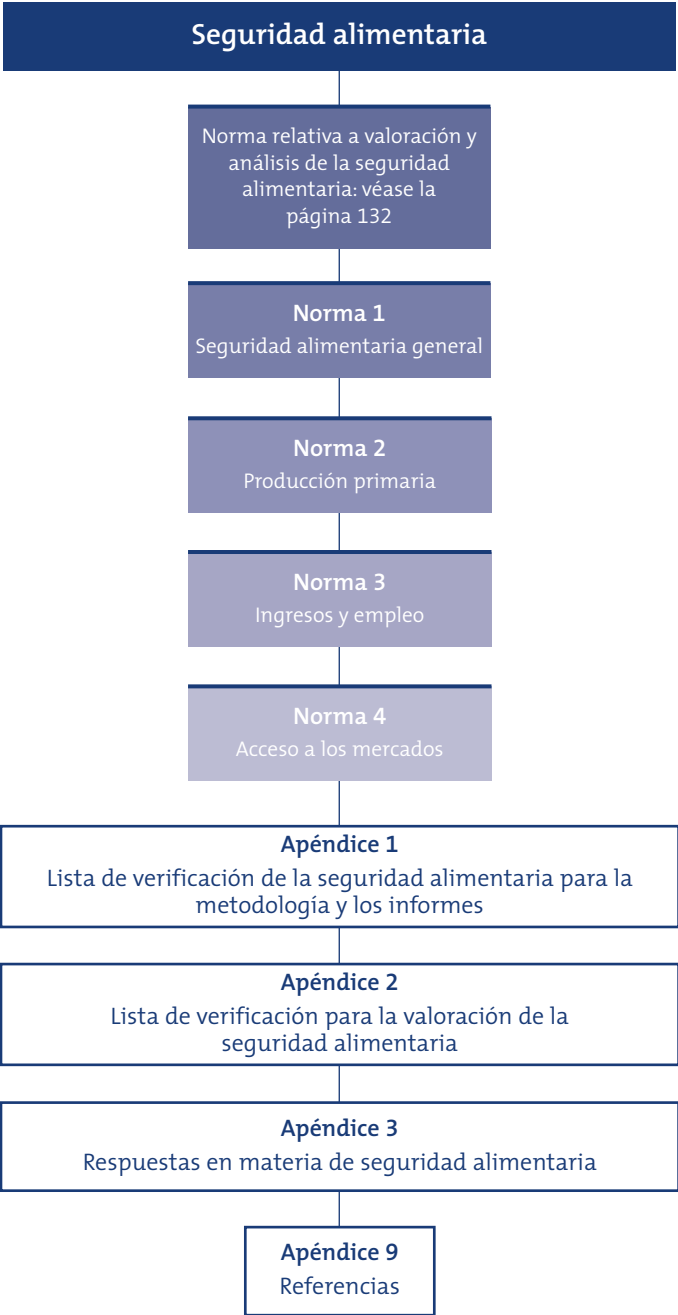 Seguridad alimentaria
Norma relativa a valoración y
análisis de la seguridad
alimentaria: véase la
página 132
Norma 1
Seguridad alimentaria general
Norma 2
Producción primaria
Norma 3
Ingresos y empleo
Norma 4
Acceso a los mercados
Apéndice 1
Lista de verificación de la seguridad alimentaria para la
metodología y los informes
Apéndice 2
Lista de verificación para la valoración de la
seguridad alimentaria
Apéndice 3
Respuestas en materia de seguridad alimentaria
Apéndice 9
Referencias